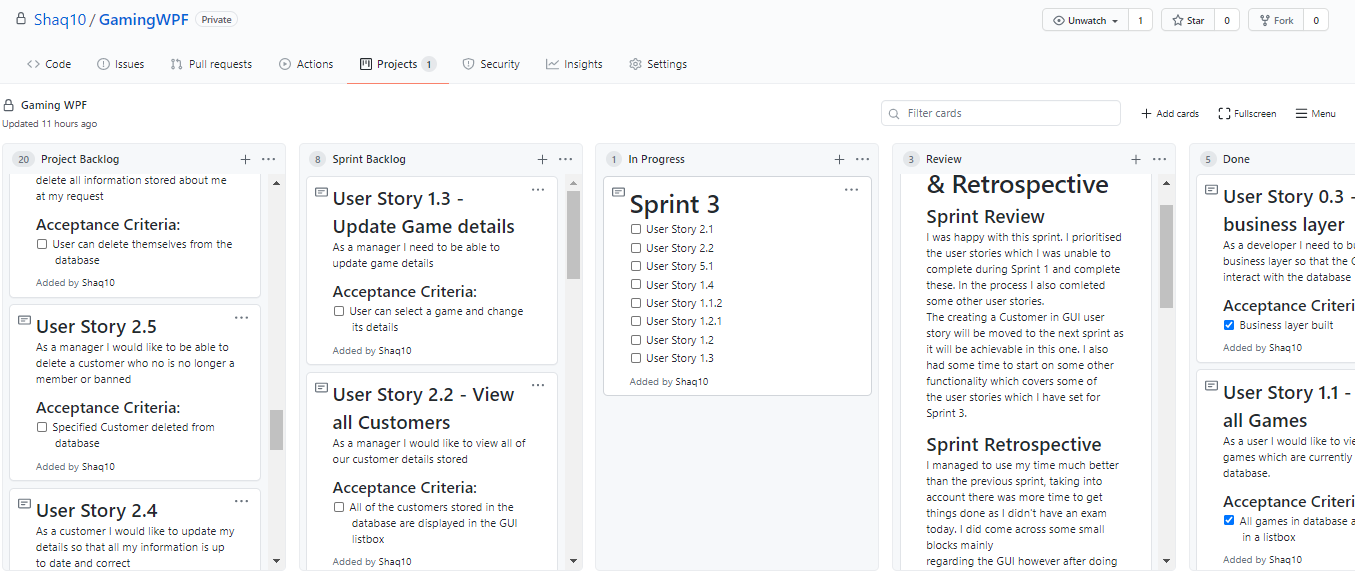 Shaq10 / GamingWPF Private
Unwatch 1 Star 0 Fork 0
Code Issues Pull requests Actions Projects 1 Security Insights Settings
Gaming WPF
Updated 11 hours ago
Filter cards
Add cards Fullscreen Menu
20 Project Backlog
delete all information stored about me
at my request
Acceptance Criteria:
User can delete themselves from the
database
Added by Shaq10
User Story 2.5
As a manager I would like to be able to
delete a customer who no is no longer a
member or banned
Acceptance Criteria:
Specified Customer deleted from
database
Added by Shaq10
User Story 2.4
As a customer I would like to update my
details so that all my information is up
to date and correct
8 Sprint Backlog
User Story 1.3 -
Update Game details
As a manager I need to be able to
update game details
Acceptance Criteria:
User can select a game and change
its details
Added by Shaq10
User Story 2.2 - View
all Customers
As a manager I would like to view all of
our customer details stored
Acceptance Criteria:
All of the customers stored in the
database are displayed in the GUI
listbox
Added by Shaq10
1 In Progress
Sprint 3
User Story 2.1
User Story 2.2
User Story 5.1
User Story 1.4
User Story 1.1.2
User Story 1.2.1
User Story 1.2
User Story 1.3
Added by Shaq10
3 Review
& Retrospective
Sprint Review
I was happy with this sprint. I prioritised
the user stories which I was unable to
complete during Sprint 1 and complete
these. In the process I also comleted
some other user stories.
The creating a Customer in GUI user
story will be moved to the next sprint as
it will be achievable in this one. I also
had some time to start on some other
functionality which covers some of
the user stories which I have set for
Sprint 3.
Sprint Retrospective
I managed to use my time much better
than the previous sprint, taking into
account there was more time to get
things done as I didn't have an exam
today. I did come across some small
blocks mainly
regarding the GUI however after doing
5 Done
User Story 0.3 -
business layer
As a developer I need to bu
business layer so that the G
interact with the database
Acceptance Criteri
Business layer built
Added by Shaq10
User Story 1.1 -
all Games
As a user I would like to vie
games which are currently
database.
Acceptance Criteri
All games in database a
in a listbox
Added by Shaq10